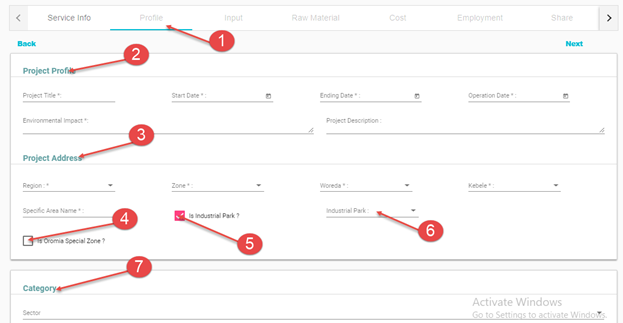 Service Info Profile Input Raw Material Cost Employment Share
1
Back Next
2
Project Profile
Project Title *: Start Date * : Ending Date * : Operation Date * :
Environmental Impact *: Project Description :
3
Project Address
Region : * Zone * : Woreda * : Kebele * :
Specific Area Name * : Is Industrial Park ? Industrial Park :
4 5 6
Is Oromia Special Zone ?
7
Category
Sector
Activate Windows
Go to Settings to activate Windows.